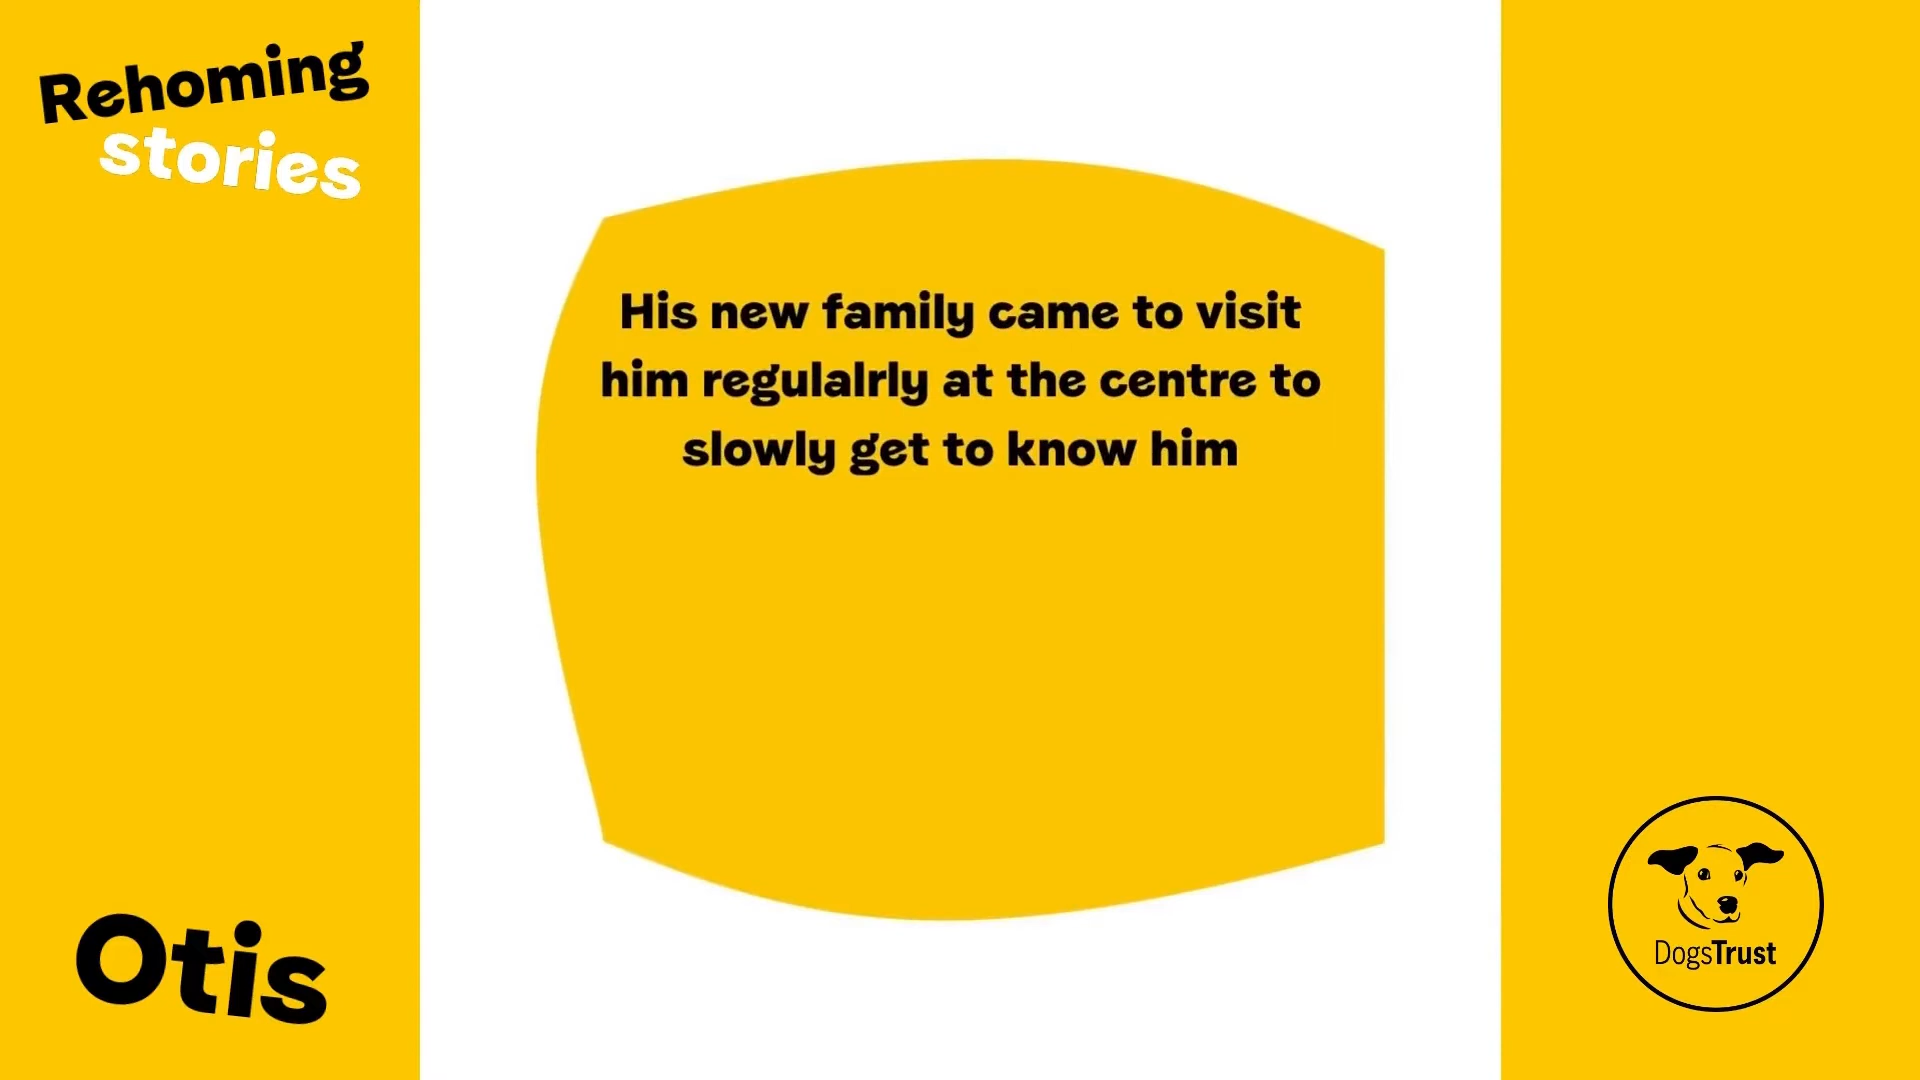 Rehoming
stories
His new family came to visit
him regulalrly at the centre to
slowly get to know him
Otis
DogsTrust